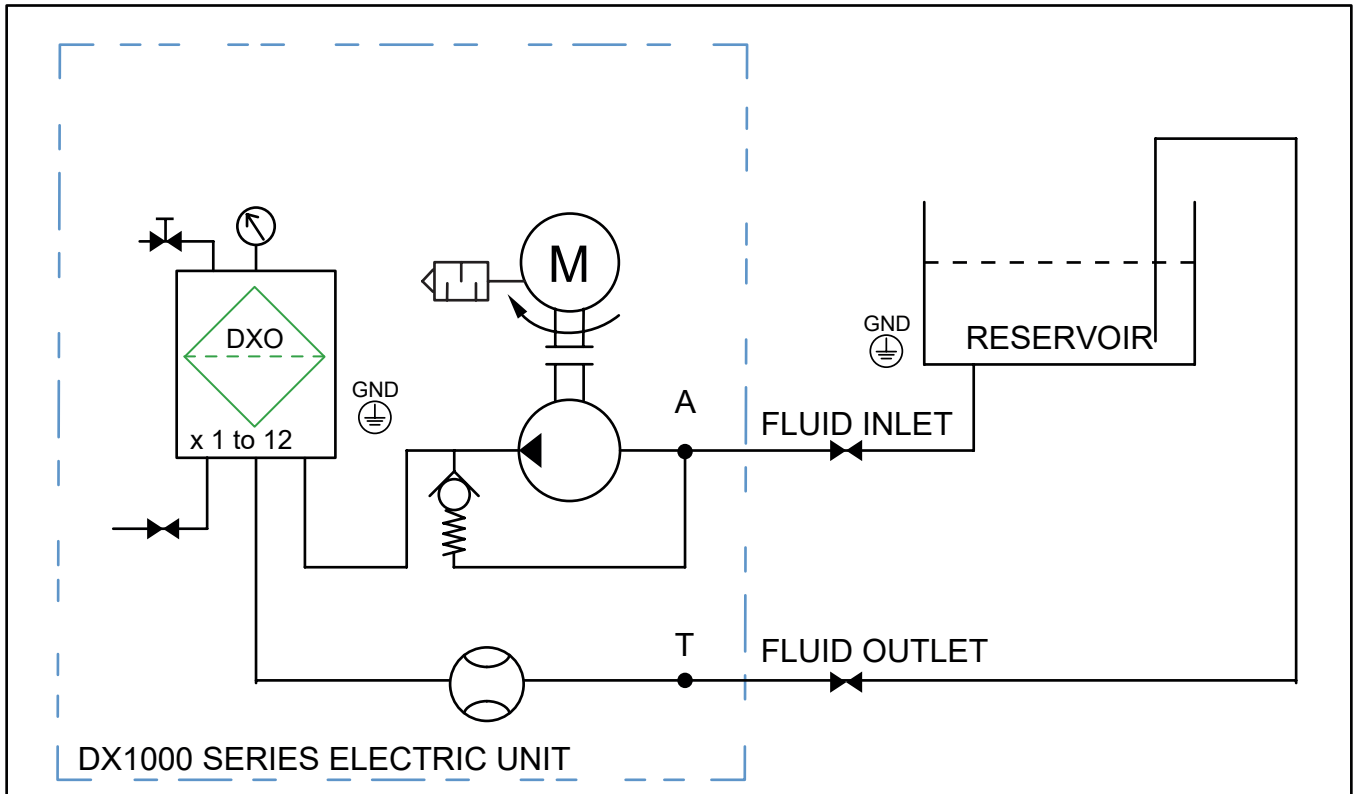 M
DXO
GND
x 1 to 12
A
FLUID INLET
GND
RESERVOIR
T
FLUID OUTLET
DX1000 SERIES ELECTRIC UNIT